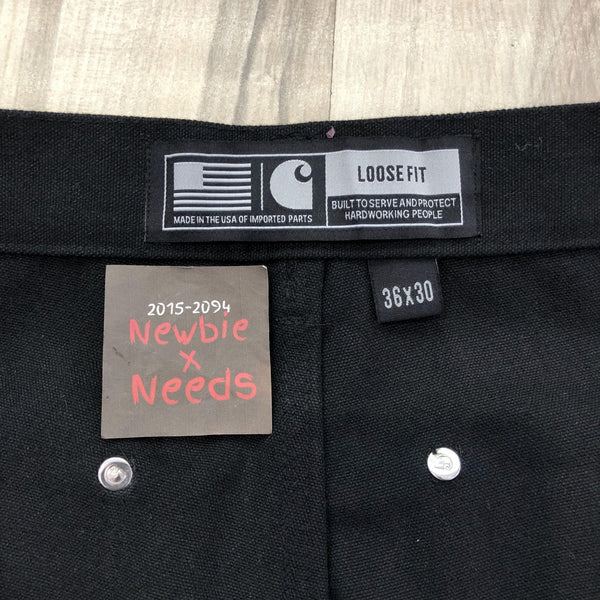 LOOSE FIT
MADE IN THE USA OF IMPORTED PARTS
BUILT TO SERVE AND PROTECT
HARDWORKING PEOPLE
36X30
2015-2094
Newbie
x
Needs